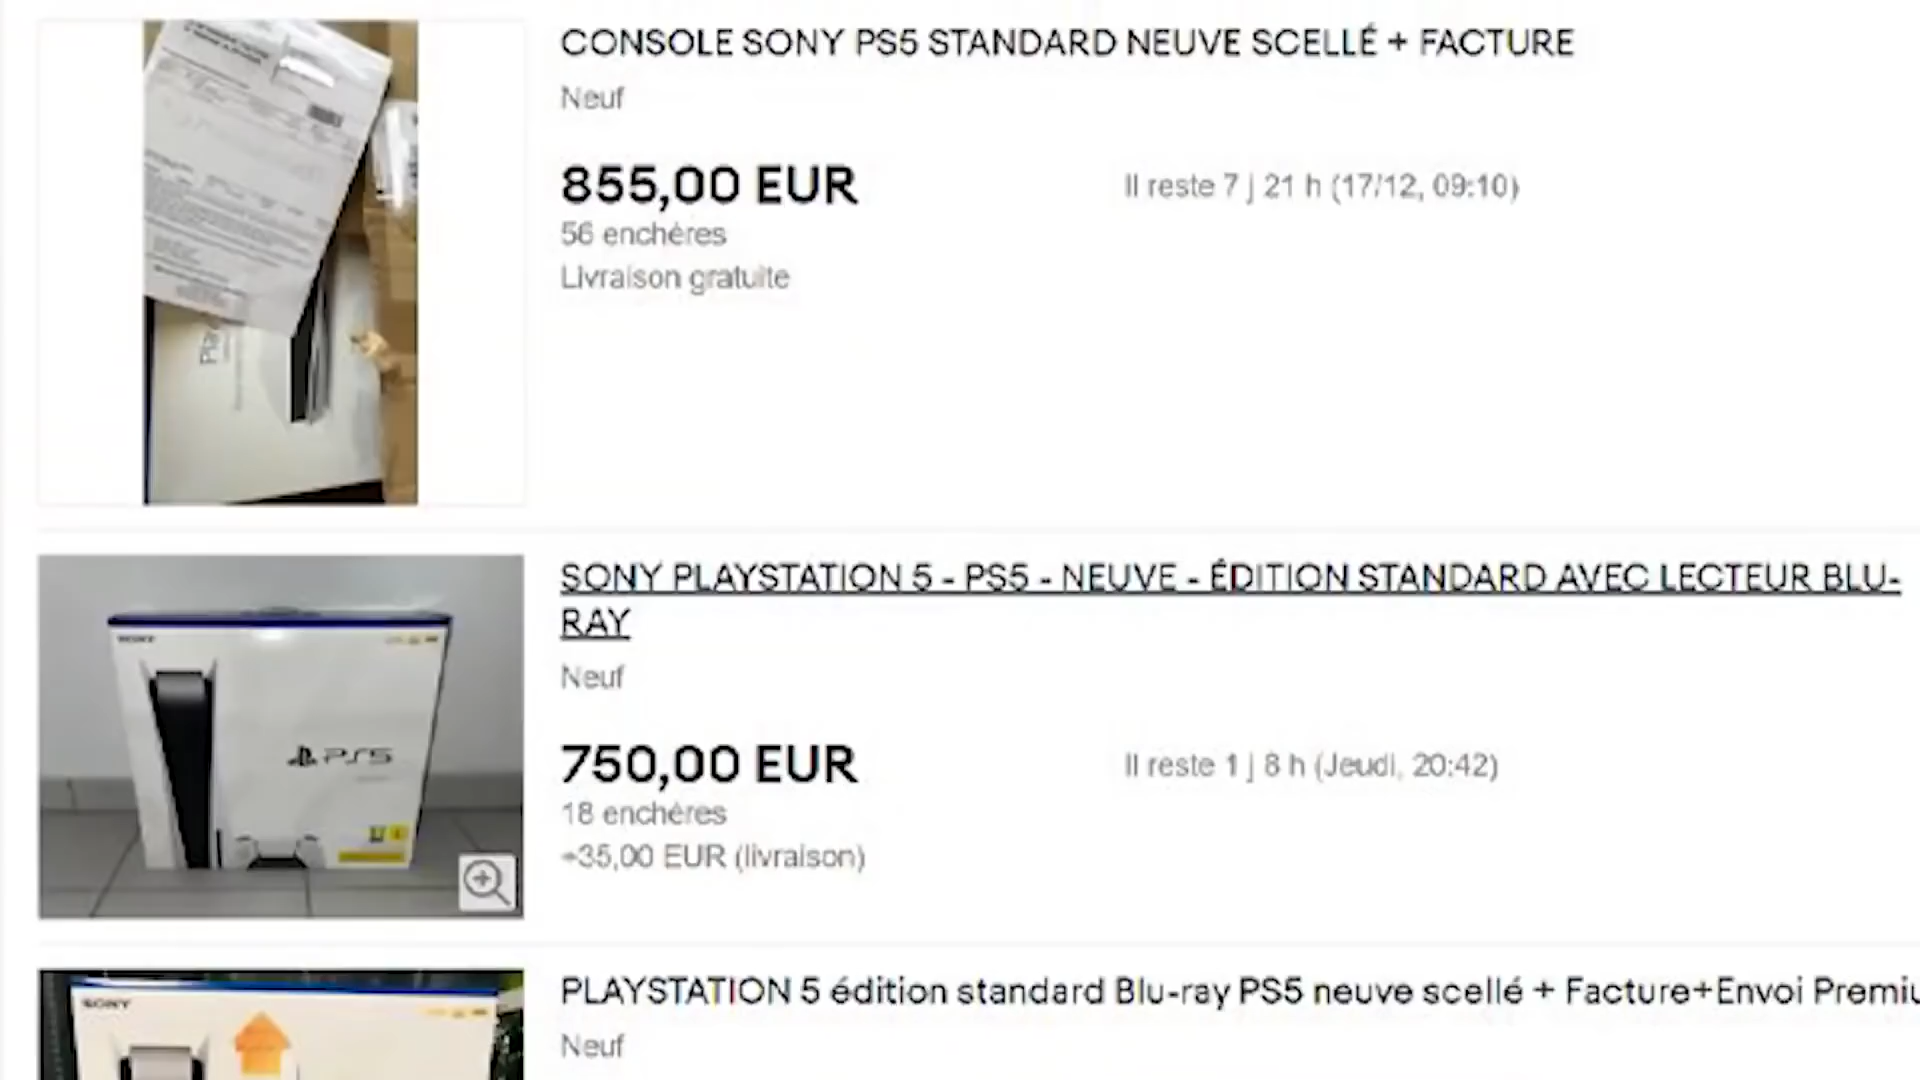 CONSOLE SONY PS5 STANDARD NEUVE SCELLÉ + FACTURE
Neuf
855,00 EUR
Il reste 7 j 21 h (17/12, 09:10)
56 enchères
Livraison gratuite
SONY PLAYSTATION 5 - PS5 - NEUVE - ÉDITION STANDARD AVEC LECTEUR BLU-
RAY
Neuf
SONY
PS5
750,00 EUR
Il reste 1 j 8 h (Jeudi, 20:42)
18 enchères
+35,00 EUR (livraison)
PLAYSTATION 5 édition standard Blu-ray PS5 neuve scellé + Facture+Envoi Premiu
SONY
Neuf